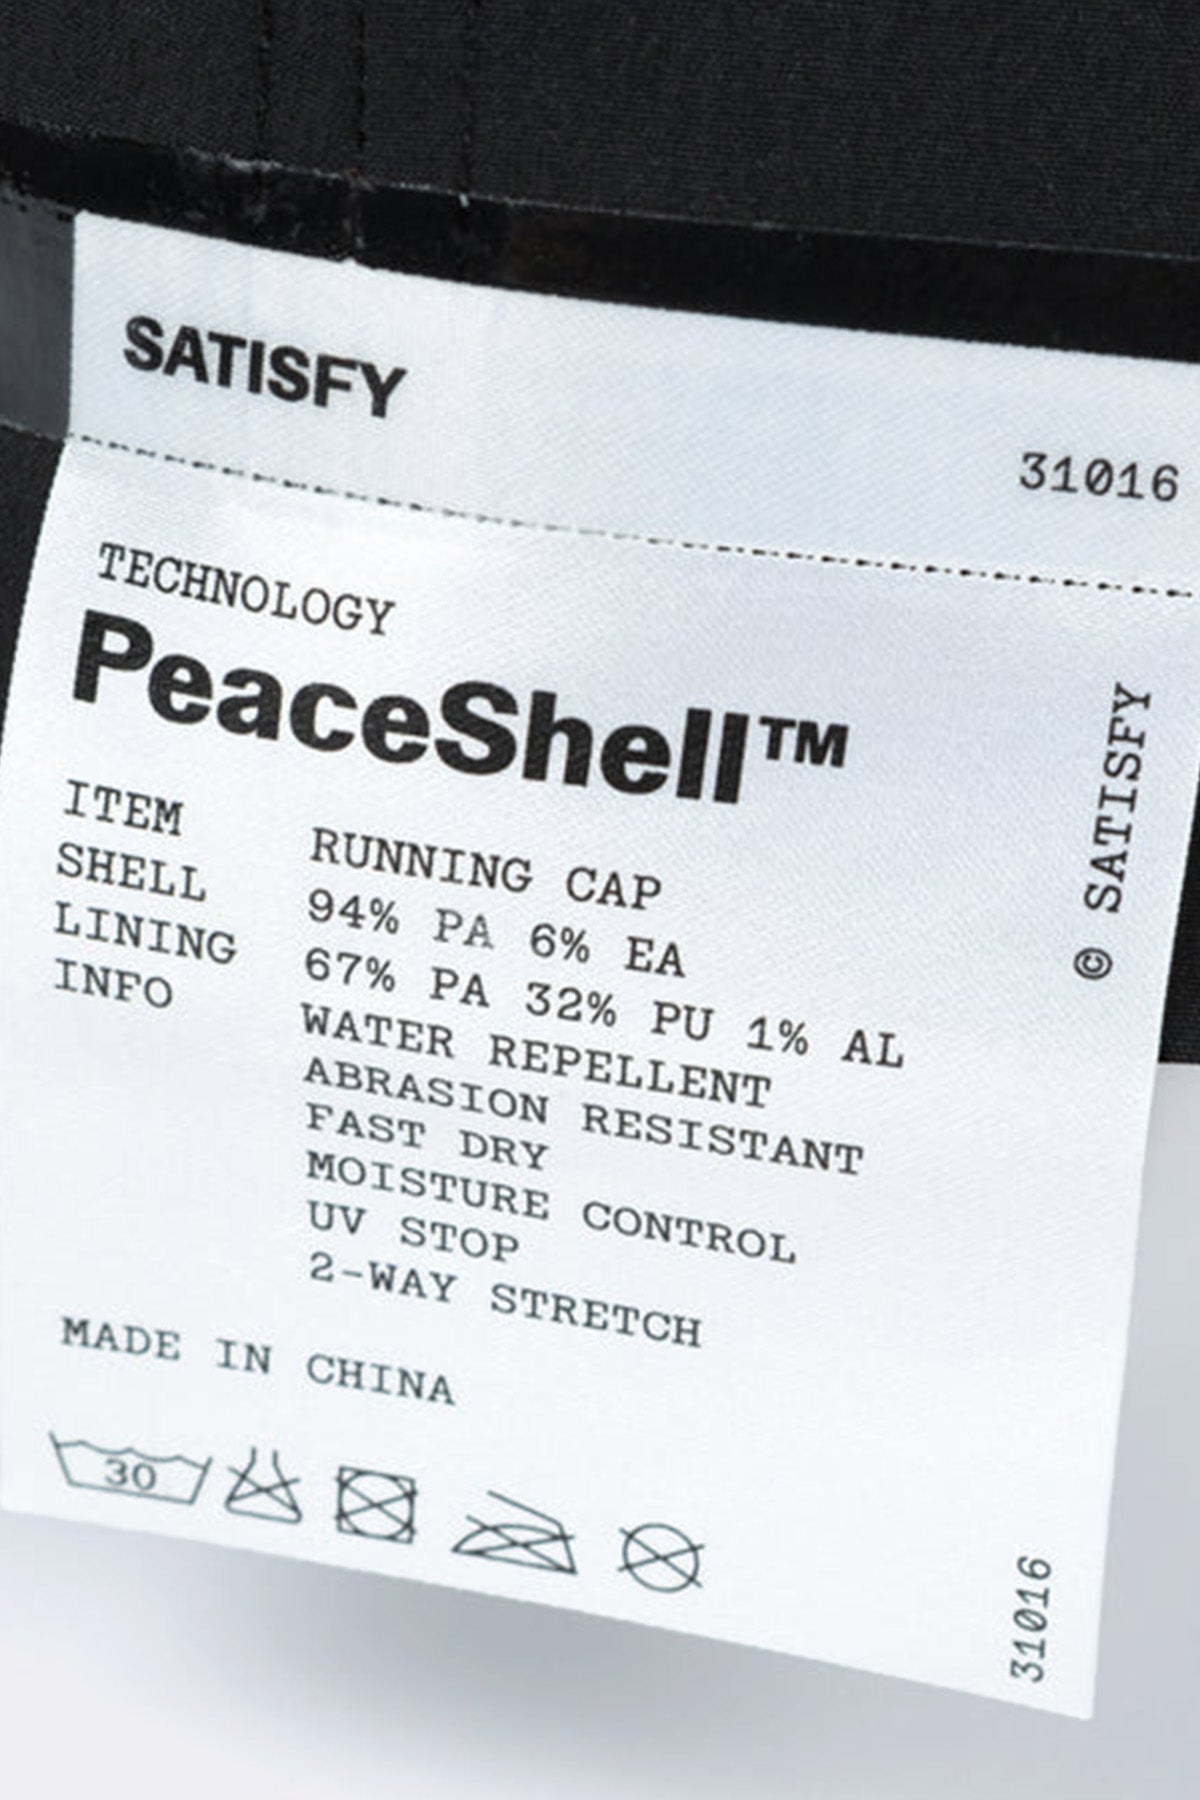 SATISFY
31016
TECHNOLOGY
PeaceShell™
ITEM RUNNING CAP
SHELL 94% PA 6% EA
LINING 67% PA 32% PU 1% AL
INFO WATER REPELLENT
ABRASION RESISTANT
FAST DRY
MOISTURE CONTROL
UV STOP
2-WAY STRETCH
MADE IN CHINA
30
© SATISFY
31016